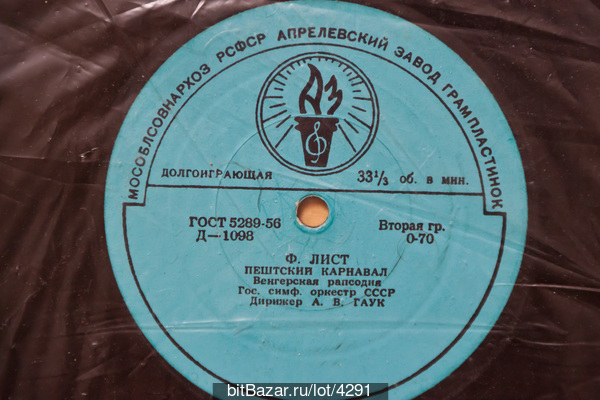 МОСОБЛСОВНАРХОЗ РСФСР АПРЕЛЕВСКИЙ ЗАВОД ГРАМПЛАСТИНОК
АЗ
ДОЛГОИГРАЮЩАЯ 33⅓ об. в мин.
ГОСТ 5289-56 Вторая гр.
Д—1098 0-70
Ф. ЛИСТ
ПЕШТСКИЙ КАРНАВАЛ
Венгерская рапсодия
Гос. симф. оркестр СССР
Дирижер А. В. ГАУК
bitBazar.ru/lot/4291